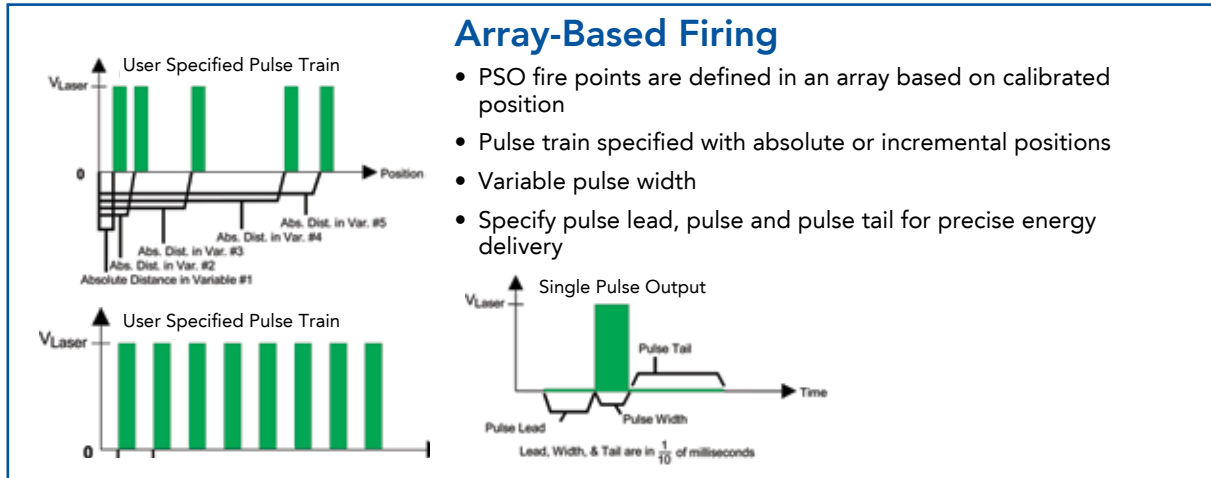 Array-Based Firing
User Specified Pulse Train
VLaser
0
Position
Abs. Dist. in Var. #5
Abs. Dist. in Var. #4
Abs. Dist. in Var. #3
Abs. Dist. in Var. #2
Absolute Distance in Variable #1
• PSO fire points are defined in an array based on calibrated
position
• Pulse train specified with absolute or incremental positions
• Variable pulse width
• Specify pulse lead, pulse and pulse tail for precise energy
delivery
User Specified Pulse Train
VLaser
0
Single Pulse Output
VLaser
Pulse Tail
Time
Pulse Width
Pulse Lead
Lead, Width, & Tail are in 1/10 of milliseconds